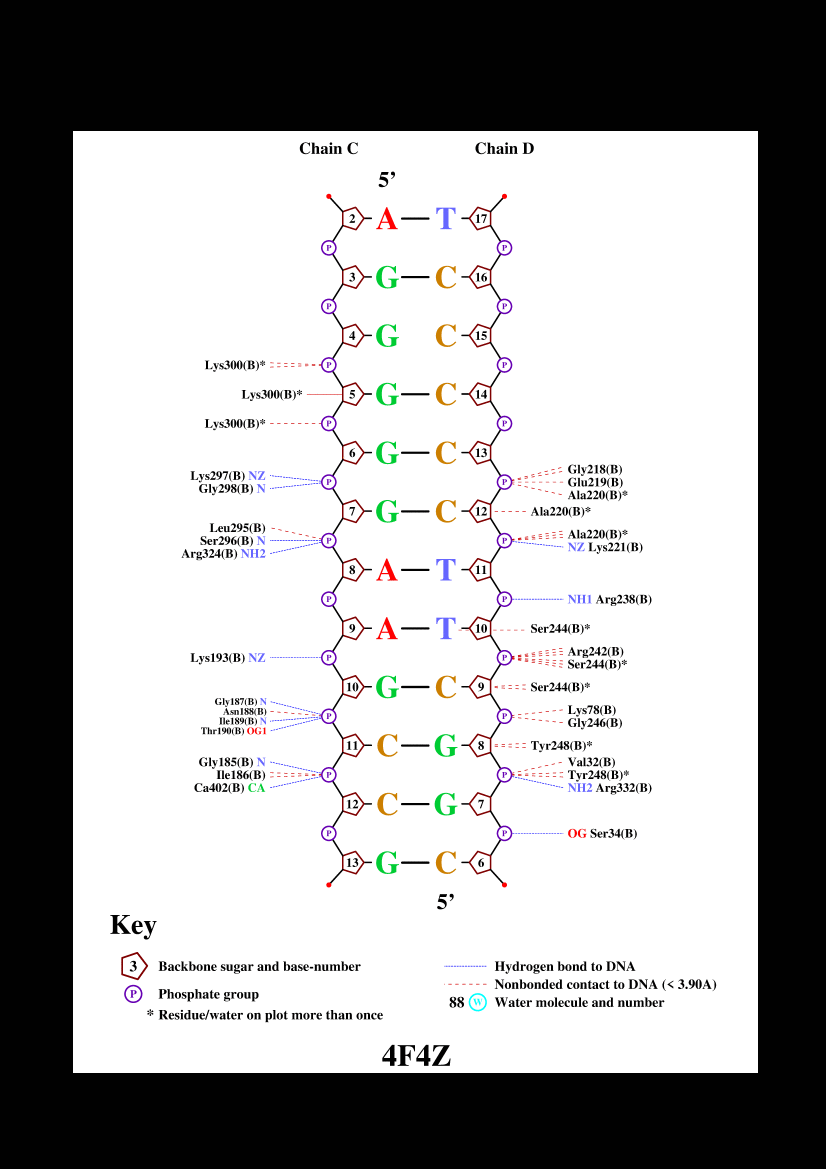 Chain C Chain D
5’
2 A T 17
P P
3 G C 16
P P
4 G C 15
Lys300(B)* P P
Lys300(B)* 5 G C 14
Lys300(B)* P P
6 G C 13
Gly218(B)
Lys297(B) NZ P P Glu219(B)
Gly298(B) N Ala220(B)*
7 G C 12 Ala220(B)*
Leu295(B) Ala220(B)*
Ser296(B) N P P NZ Lys221(B)
Arg324(B) NH2
8 A T 11
P P NH1 Arg238(B)
9 A T 10 Ser244(B)*
Arg242(B)
Lys193(B) NZ P P Ser244(B)*
10 G C 9 Ser244(B)*
Gly187(B) N
Asn188(B) Lys78(B)
Ile189(B) N P P Gly246(B)
Thr190(B) OG1
11 C G 8 Tyr248(B)*
Gly185(B) N Val32(B)
Ile186(B) P P Tyr248(B)*
Ca402(B) CA NH2 Arg332(B)
12 C G 7
P P OG Ser34(B)
13 G C 6
5’
Key
3 Backbone sugar and base-number
P Phosphate group
* Residue/water on plot more than once
Hydrogen bond to DNA
Nonbonded contact to DNA (< 3.90A)
88 W Water molecule and number
4F4Z